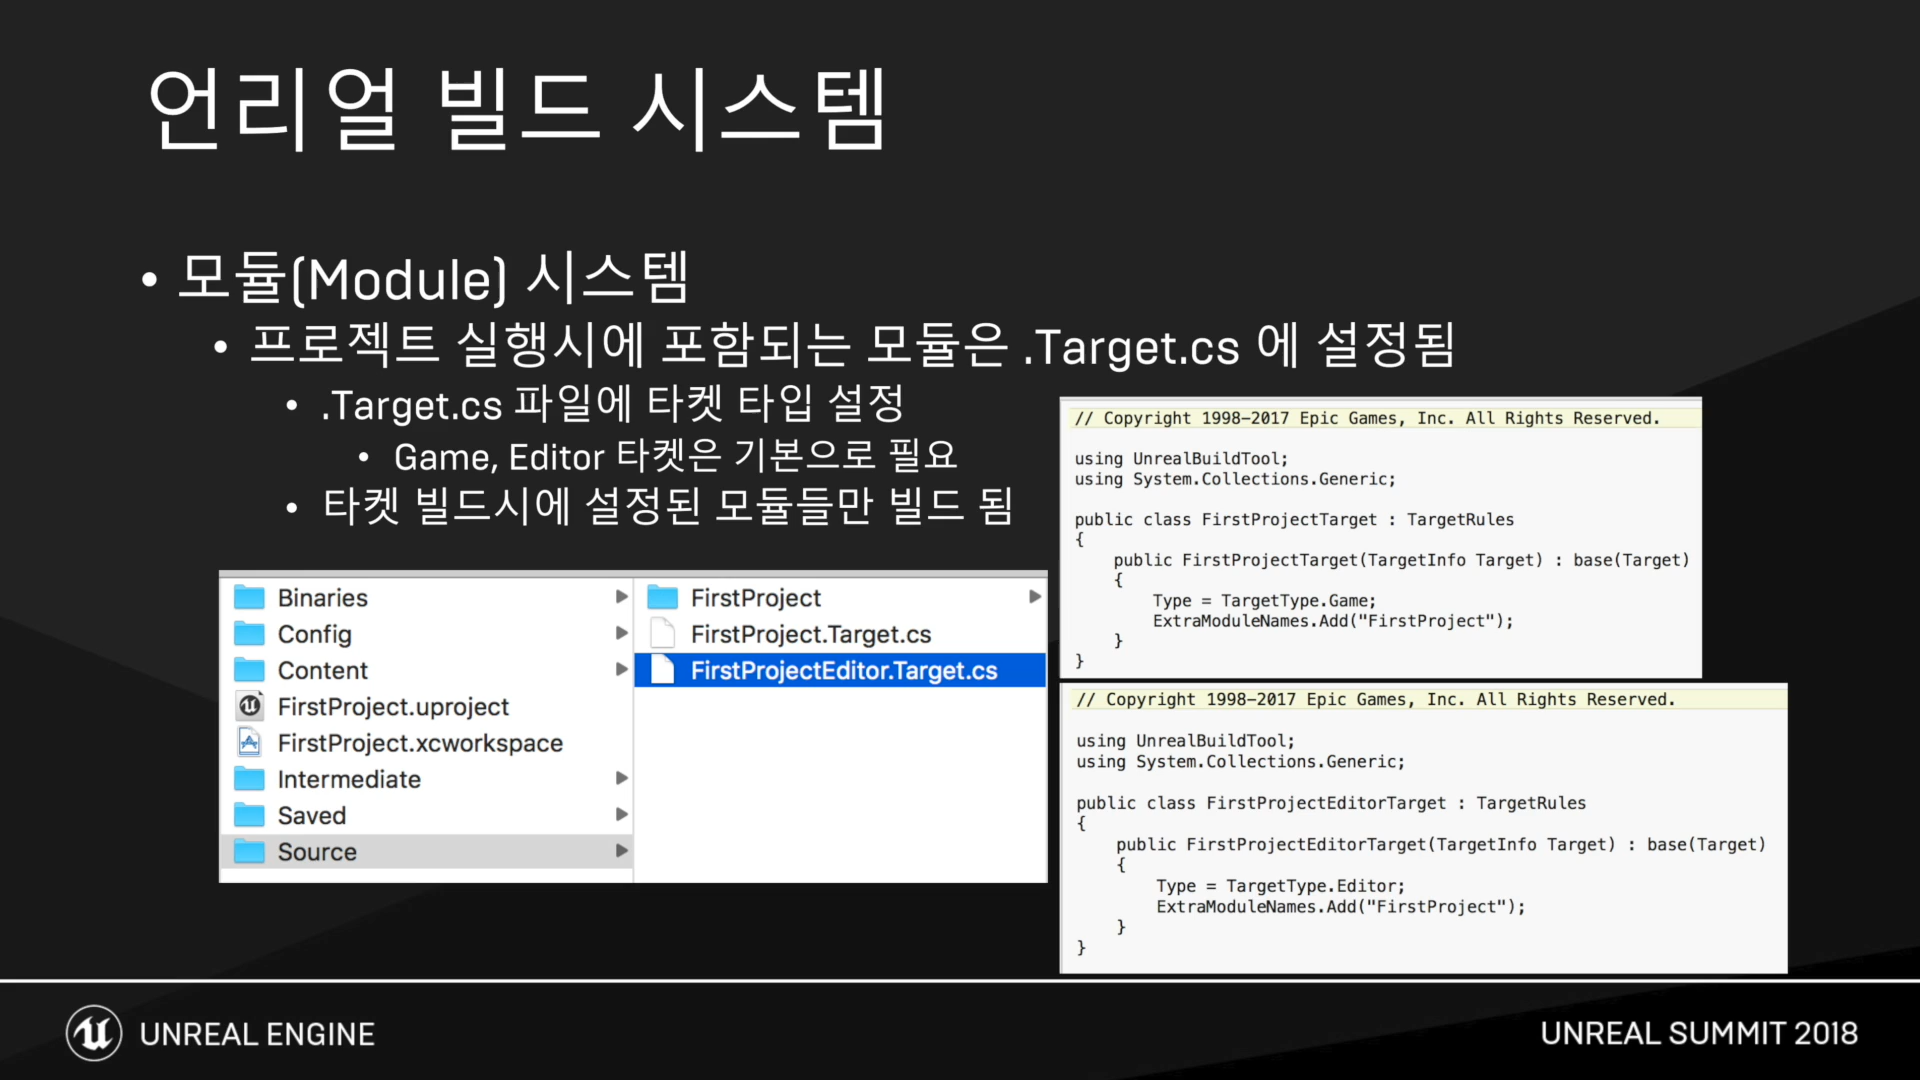 언리얼 빌드 시스템
• 모듈(Module) 시스템
• 프로젝트 실행시에 포함되는 모듈은 .Target.cs 에 설정됨
• .Target.cs 파일에 타켓 타입 설정
• Game, Editor 타켓은 기본으로 필요
• 타켓 빌드시에 설정된 모듈들만 빌드 됨
Binaries
Config
Content
FirstProject.uproject
FirstProject.xcworkspace
Intermediate
Saved
Source
FirstProject
FirstProject.Target.cs
FirstProjectEditor.Target.cs
// Copyright 1998-2017 Epic Games, Inc. All Rights Reserved.
using UnrealBuildTool;
using System.Collections.Generic;
public class FirstProjectTarget : TargetRules
{
public FirstProjectTarget(TargetInfo Target) : base(Target)
{
Type = TargetType.Game;
ExtraModuleNames.Add("FirstProject");
}
}
// Copyright 1998-2017 Epic Games, Inc. All Rights Reserved.
using UnrealBuildTool;
using System.Collections.Generic;
public class FirstProjectEditorTarget : TargetRules
{
public FirstProjectEditorTarget(TargetInfo Target) : base(Target)
{
Type = TargetType.Editor;
ExtraModuleNames.Add("FirstProject");
}
}
UNREAL ENGINE
UNREAL SUMMIT 2018